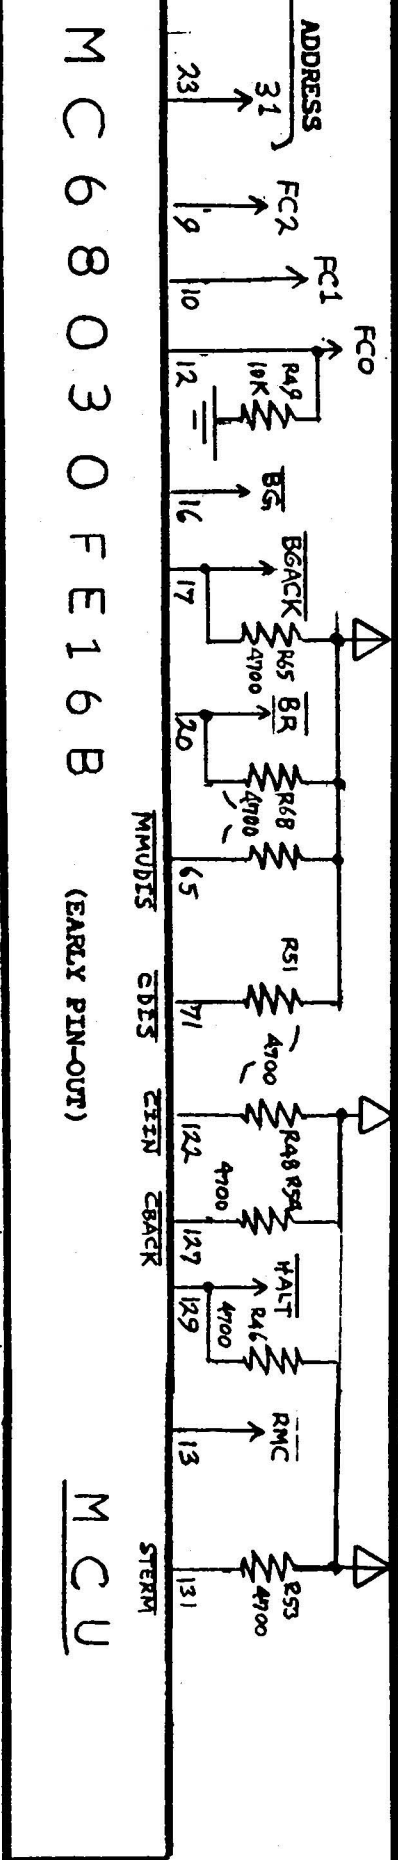 ADDRESS
31
23
FC2
9
FC1
10
FC0
12
R49
10K
BG
16
BGACK
17
R65
4700
BR
20
R68
4700
MMUDIS
65
CDIS
71
R51
4700
CIIN
122
R48
CBACK
127
R52
4700
HALT
129
R46
4700
RMC
13
STERM
131
R53
4700
MC68030FE16B
(EARLY PIN-OUT)
MCU